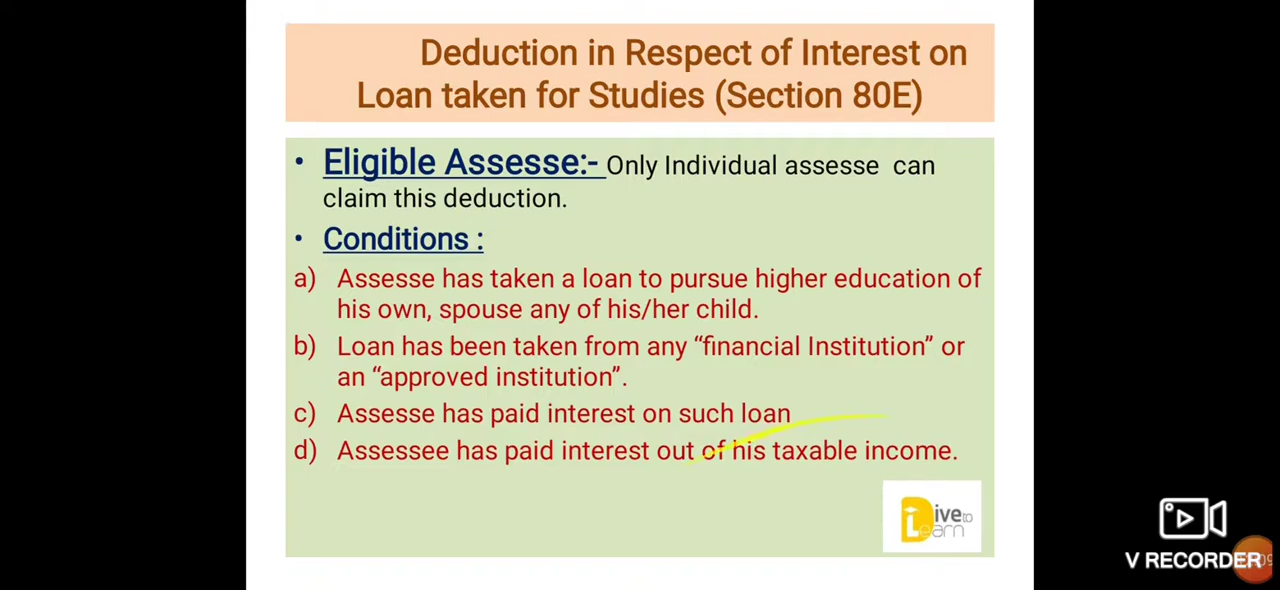 Deduction in Respect of Interest on
Loan taken for Studies (Section 80E)
• Eligible Assesse:- Only Individual assesse can
claim this deduction.
• Conditions :
a) Assesse has taken a loan to pursue higher education of
his own, spouse any of his/her child.
b) Loan has been taken from any “financial Institution” or
an “approved institution”.
c) Assesse has paid interest on such loan
d) Assessee has paid interest out of his taxable income.
Dive to
Learn
V RECORDER